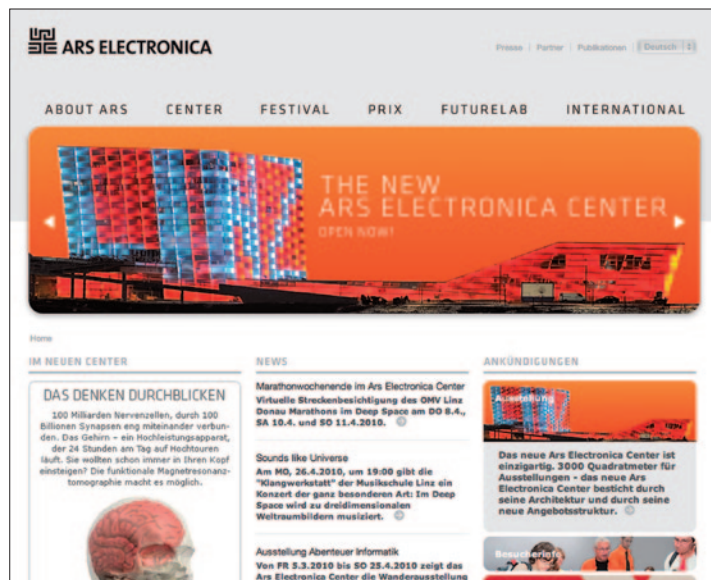 ARS ELECTRONICA
Presse | Partner | Publikationen | Deutsch
ABOUT ARS CENTER FESTIVAL PRIX FUTURELAB INTERNATIONAL
THE NEW
ARS ELECTRONICA CENTER
OPEN NOW!
Home
IM NEUEN CENTER
DAS DENKEN DURCHBLICKEN
100 Milliarden Nervenzellen, durch 100
Billionen Synapsen eng miteinander verbun-
den. Das Gehirn – ein Hochleistungsapparat,
der 24 Stunden am Tag auf Hochtouren
läuft. Sie wollten schon immer in Ihren Kopf
einsteigen? Die funktionale Magnetresonanz-
tomographie macht es möglich.
NEWS
Marathonwochenende im Ars Electronica Center
Virtuelle Streckenbesichtigung des OMV Linz
Donau Marathons im Deep Space am DO 8.4.,
SA 10.4. und SO 11.4.2010.
Sounds like Universe
Am MO, 26.4.2010, um 19:00 gibt die
"Klangwerkstatt" der Musikschule Linz ein
Konzert der ganz besonderen Art: Im Deep
Space wird zu dreidimensionalen
Weltraumbildern musiziert.
Ausstellung Abenteuer Informatik
Von FR 5.3.2010 bis SO 25.4.2010 zeigt das
Ars Electronica Center die Wanderausstellung
ANKÜNDIGUNGEN
Ausstellung
Das neue Ars Electronica Center ist
einzigartig. 3000 Quadratmeter für
Ausstellungen - das neue Ars
Electronica Center besticht durch
seine Architektur und durch seine
neue Angebotsstruktur.
Besucherinfo